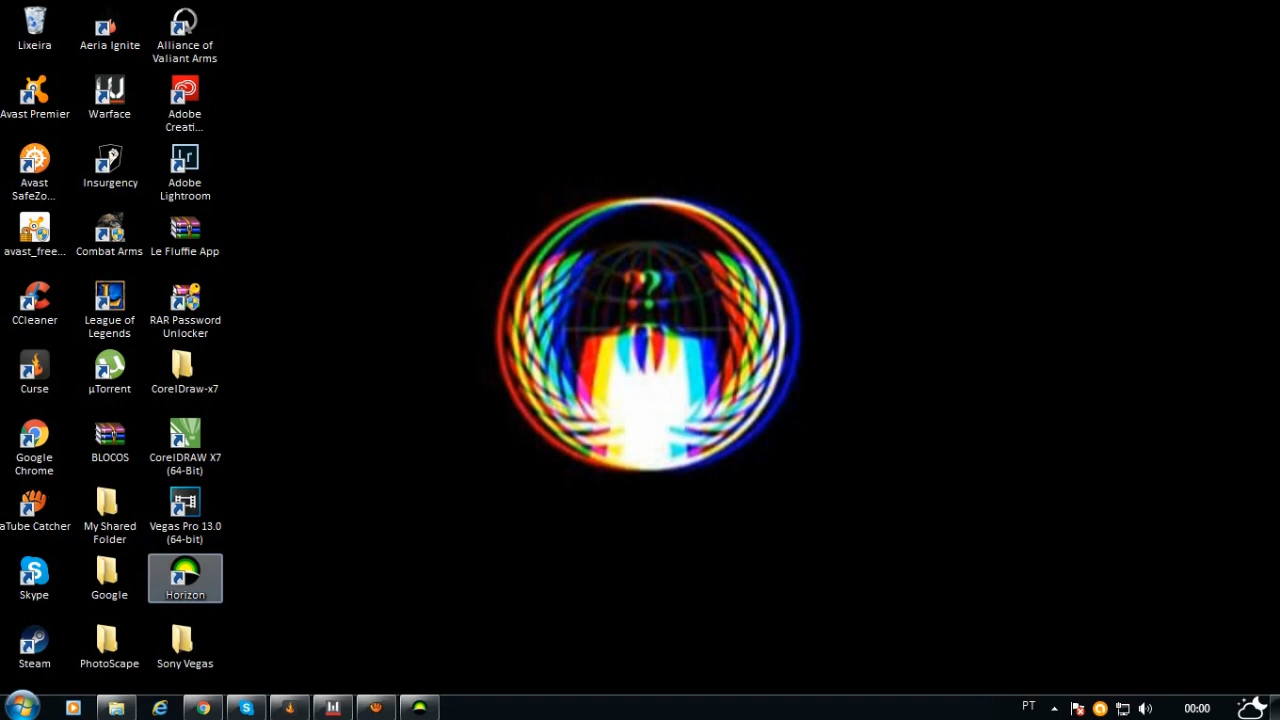 Lixeira
Aeria Ignite
Alliance of
Valiant Arms
Avast Premier
Warface
Adobe
Creati...
Avast
SafeZo...
Insurgency
Adobe
Lightroom
avast_free...
Combat Arms
Le Fluffie App
CCleaner
League of
Legends
RAR Password
Unlocker
Curse
µTorrent
CorelDraw-x7
Google
Chrome
BLOCOS
CorelDRAW X7
(64-Bit)
aTube Catcher
My Shared
Folder
Vegas Pro 13.0
(64-bit)
Skype
Google
Horizon
Steam
PhotoScape
Sony Vegas
PT
00:00